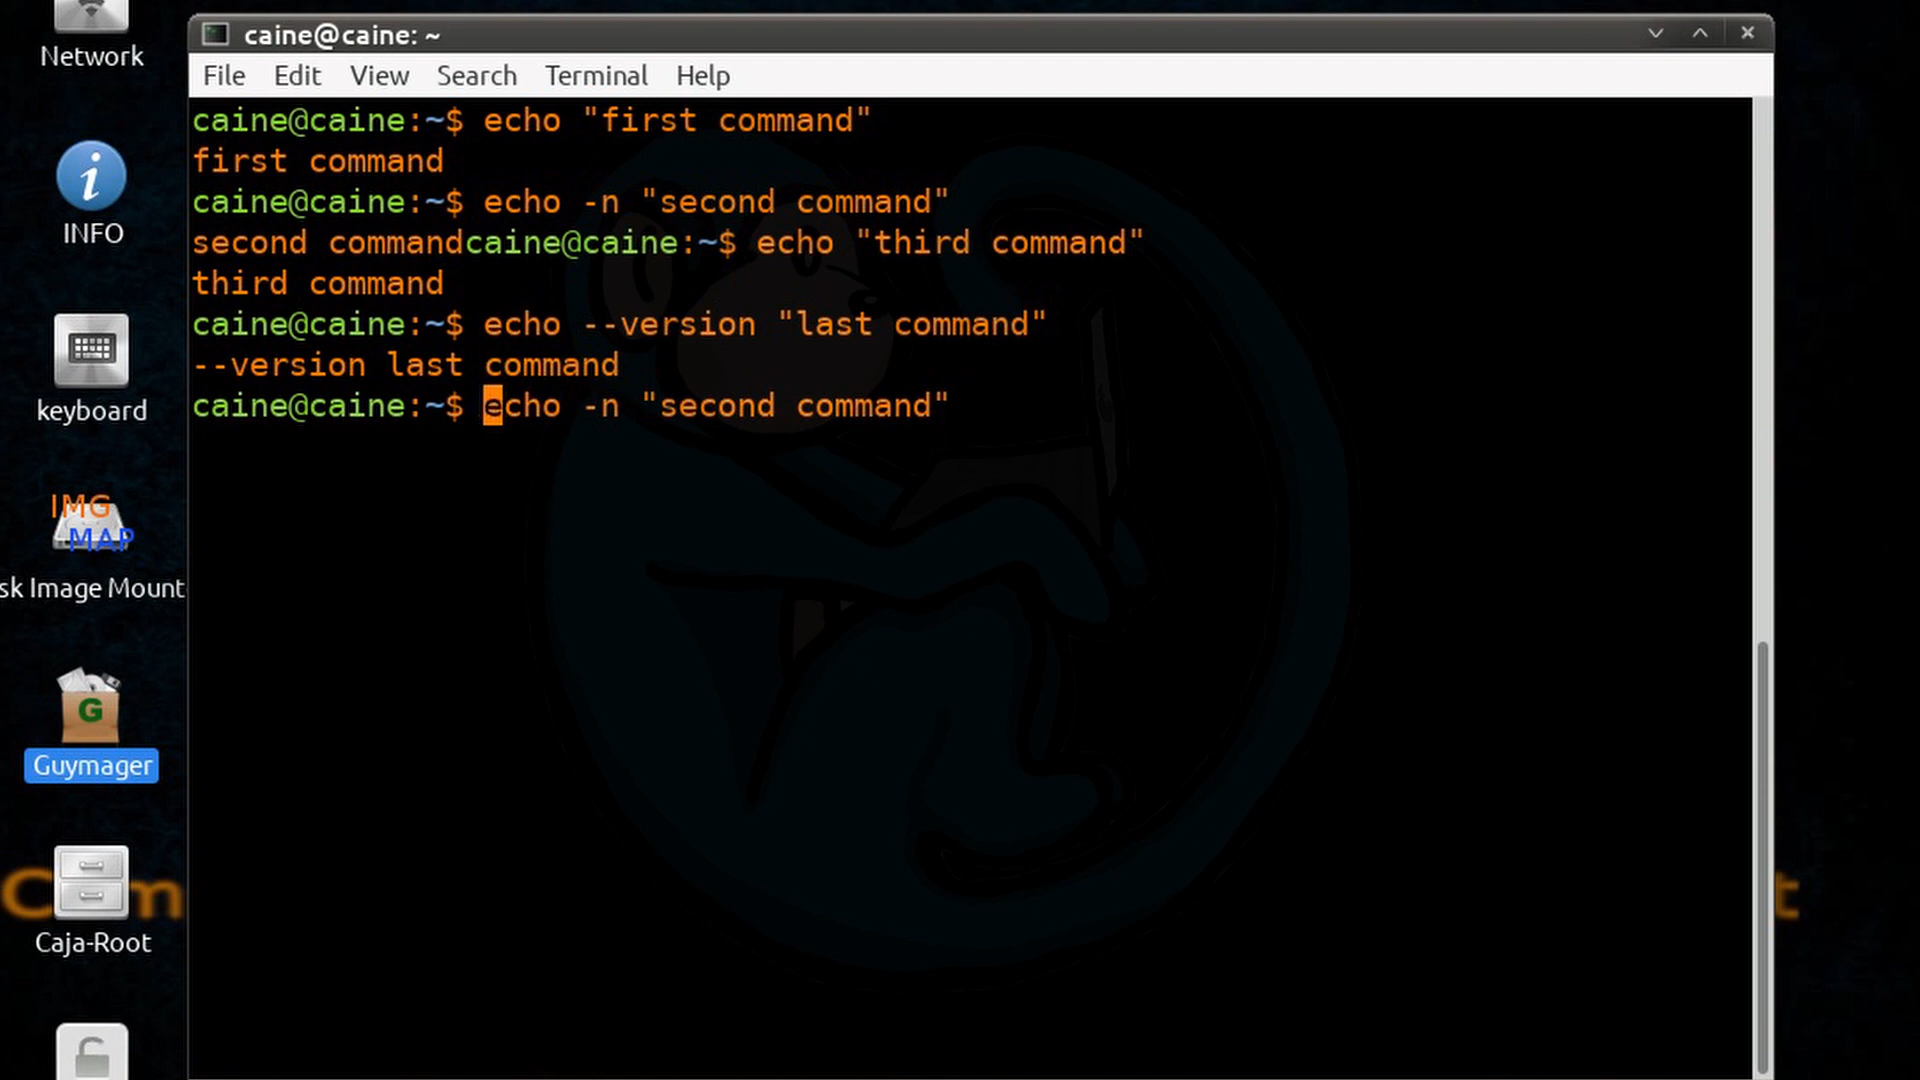 caine@caine: ~
File Edit View Search Terminal Help
caine@caine:~$ echo "first command"
first command
caine@caine:~$ echo -n "second command"
second commandcaine@caine:~$ echo "third command"
third command
caine@caine:~$ echo --version "last command"
--version last command
caine@caine:~$ echo -n "second command"
Network
INFO
keyboard
IMG
MAP
sk Image Mount
G
Guymager
Caja-Root